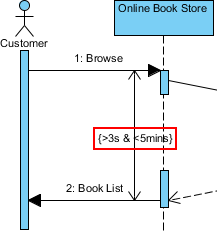 Online Book Store
Customer
1: Browse
{>3s & <5mins}
2: Book List